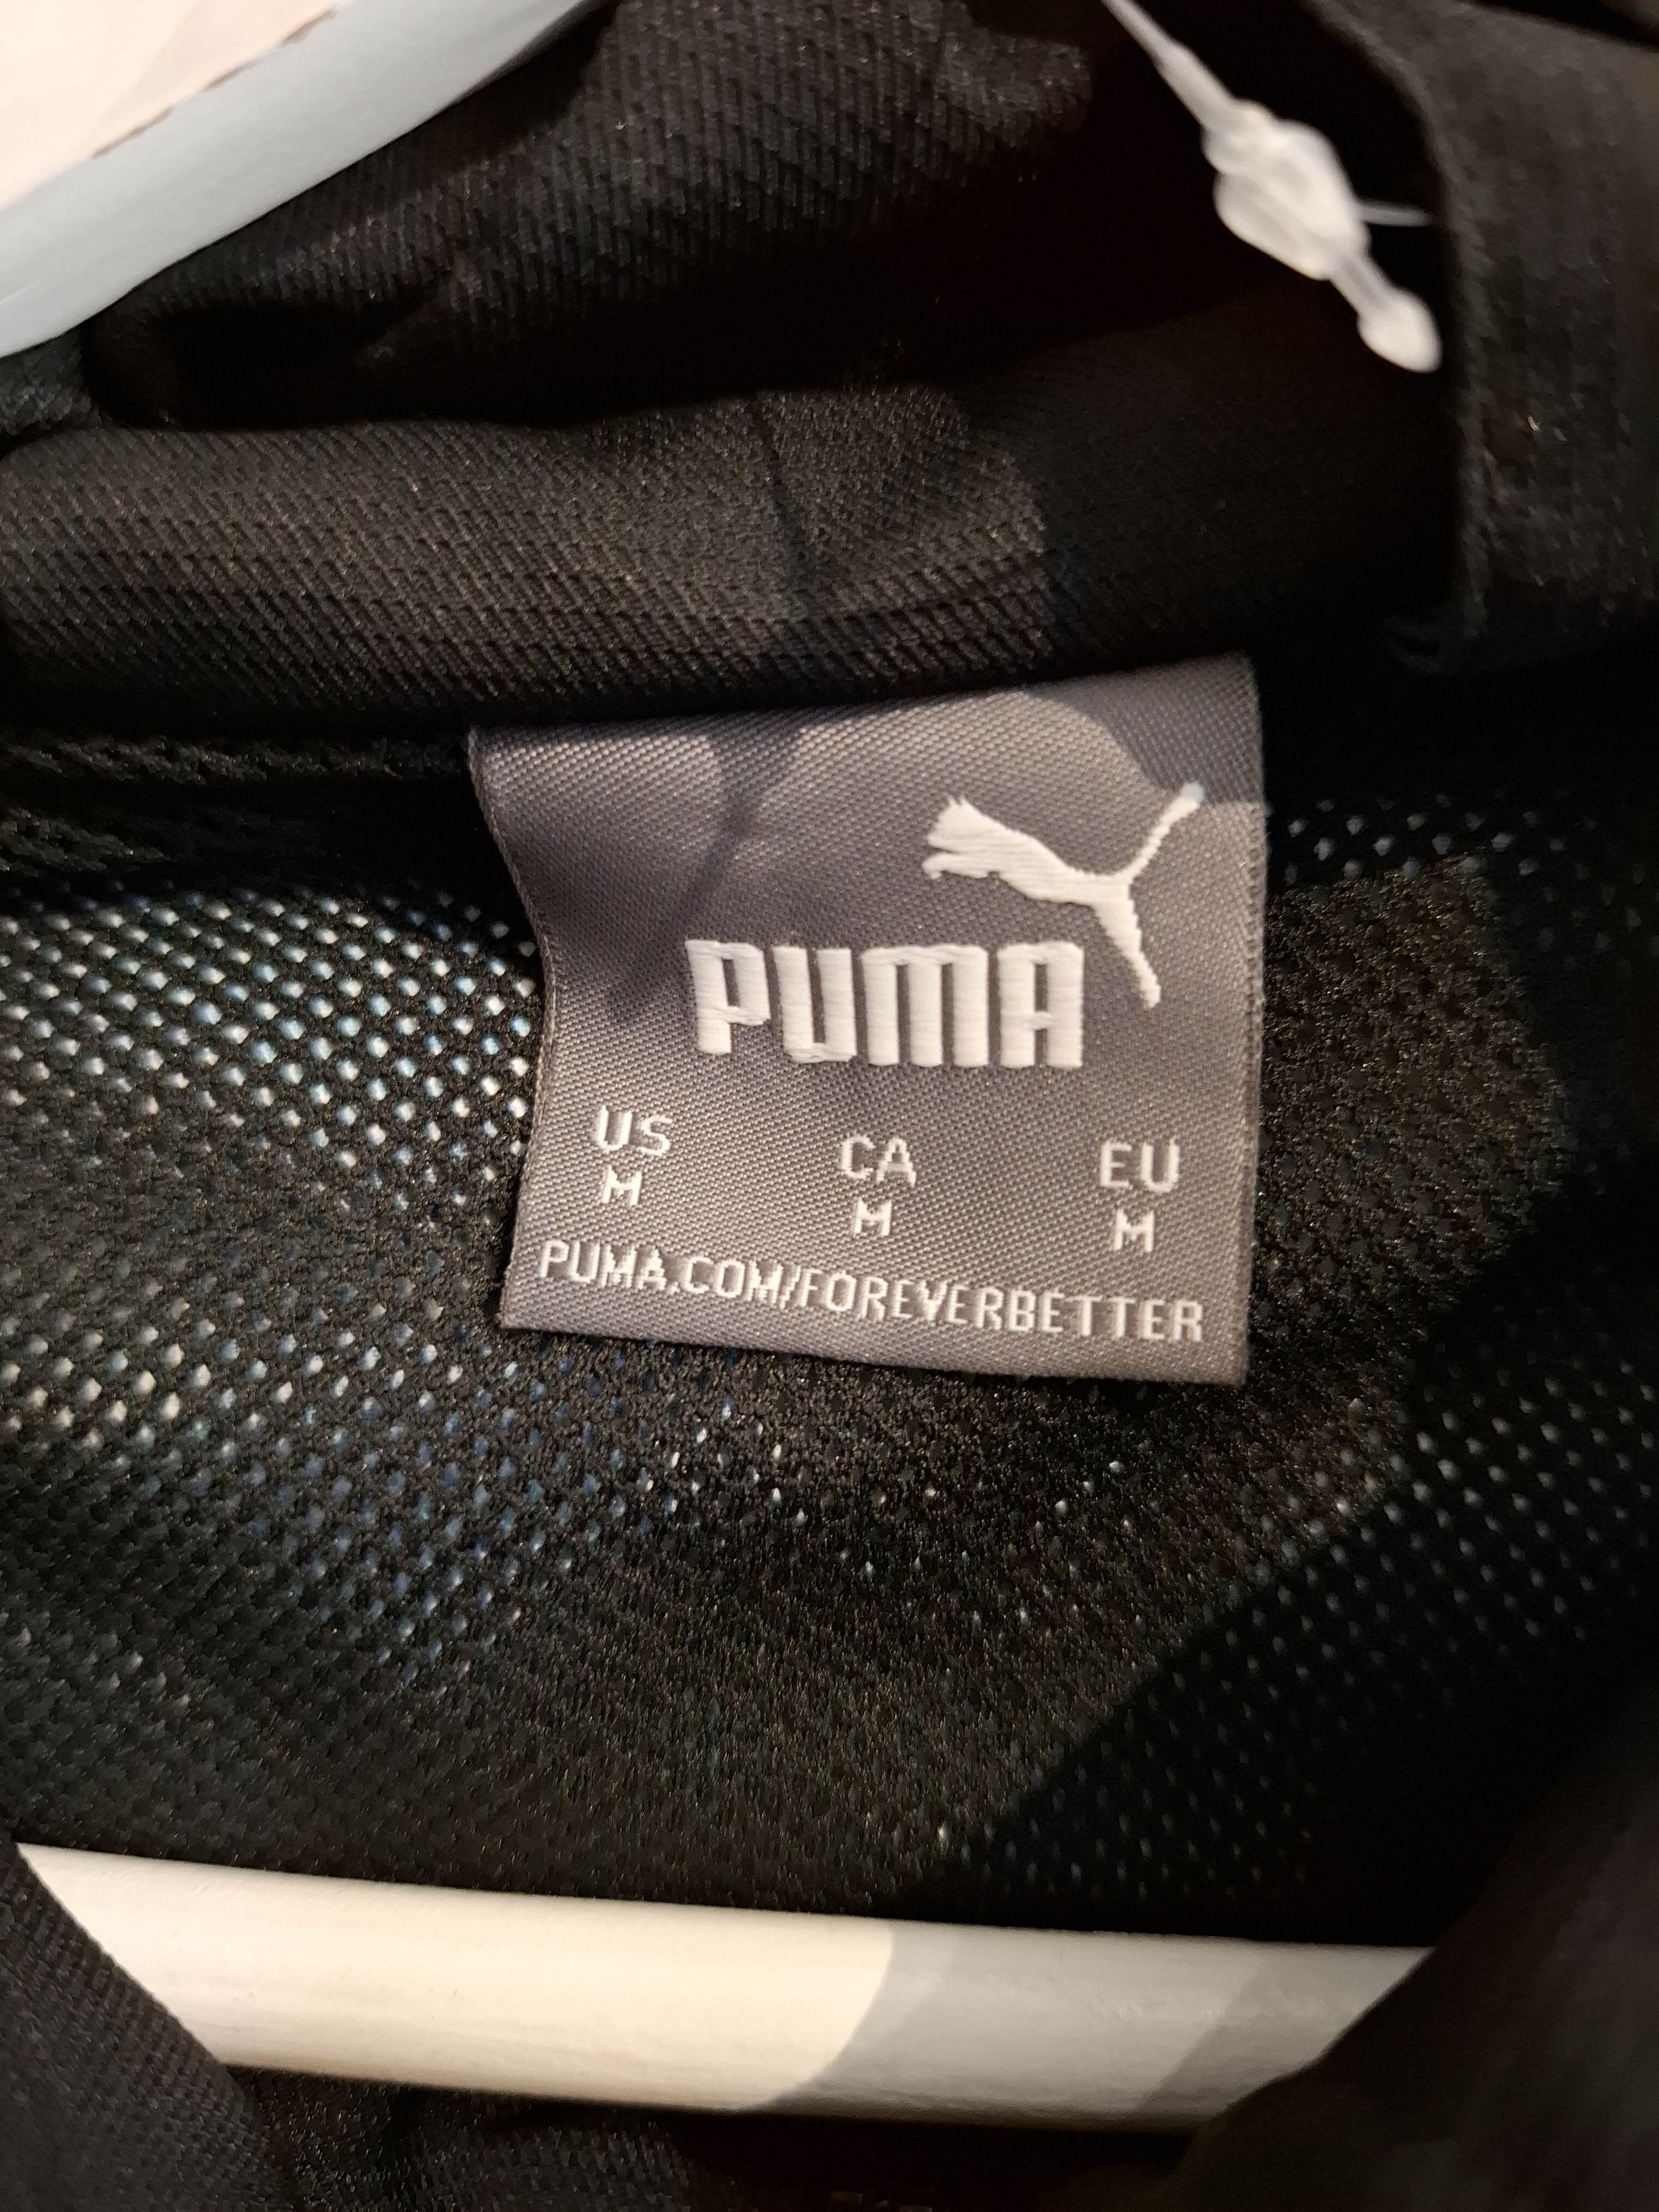 PUMA
US CA EU
M M M
PUMA.COM/FOREVERBETTER